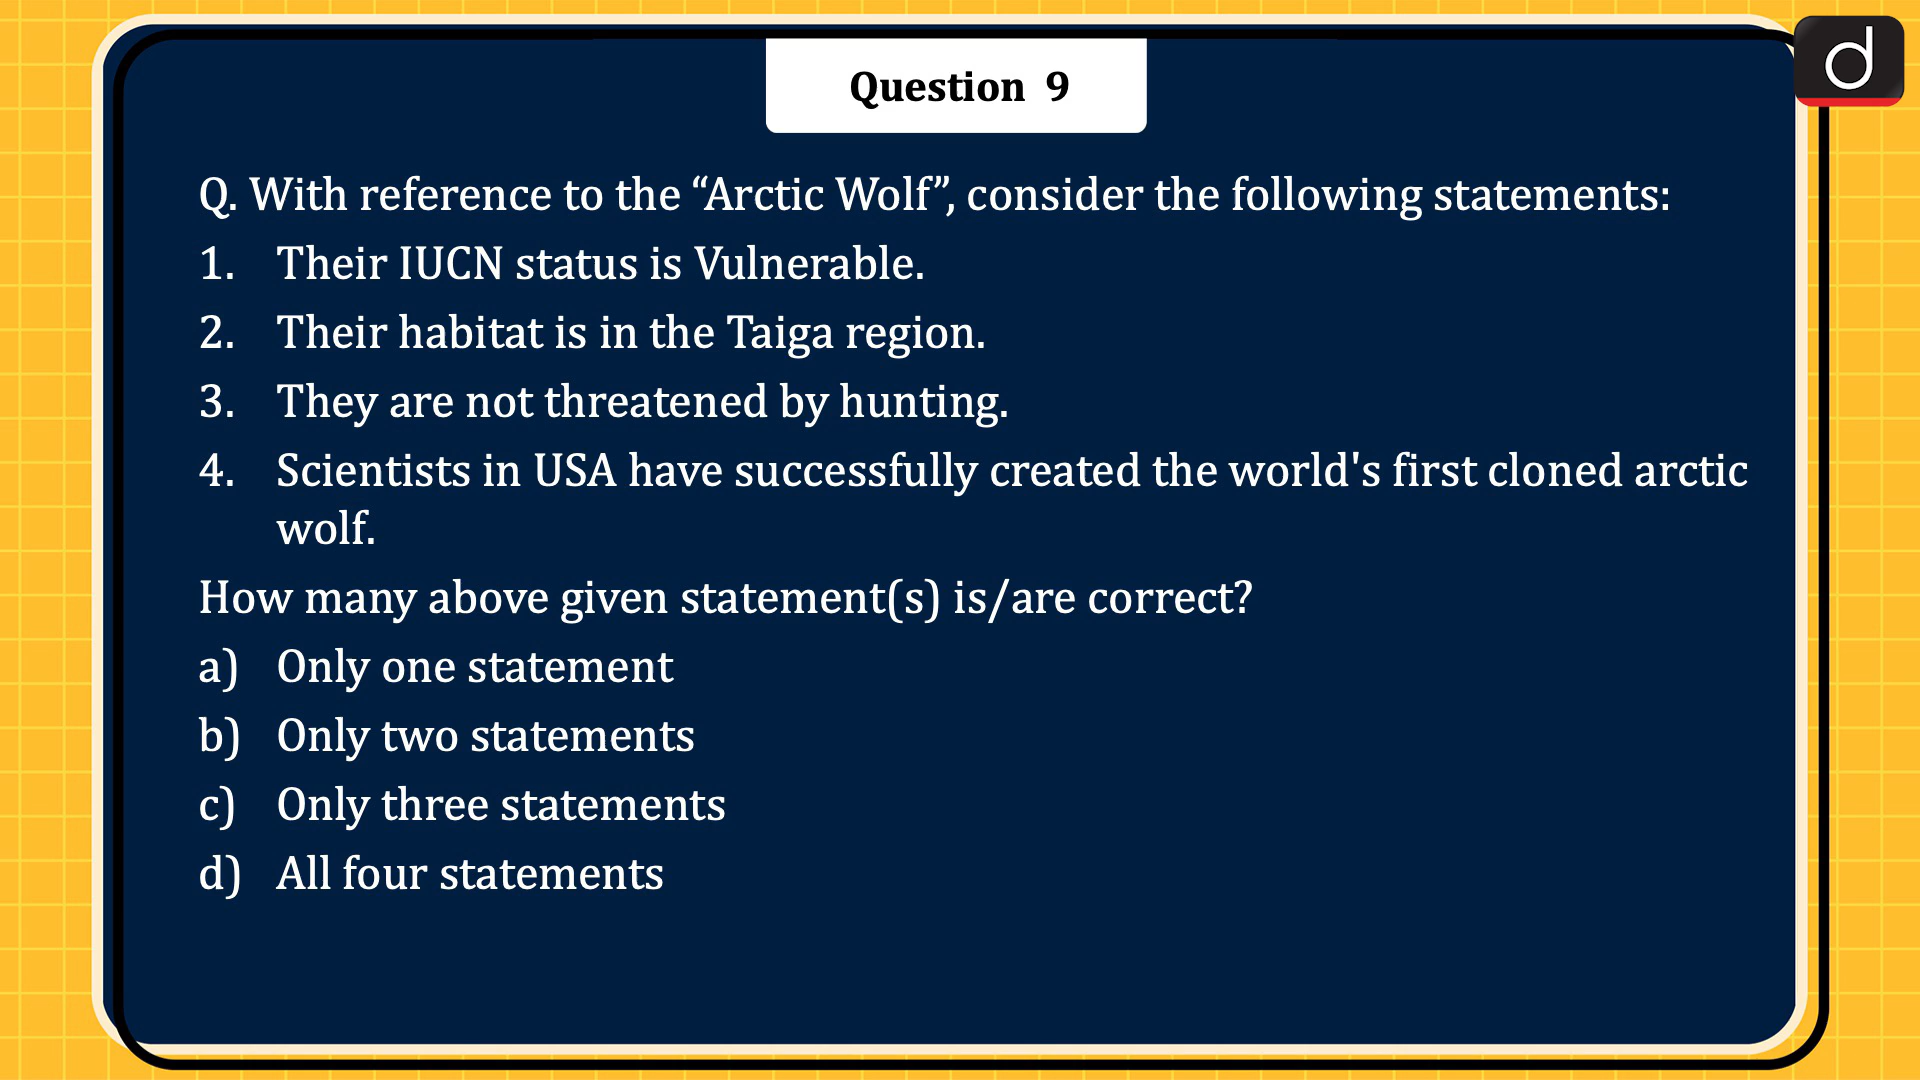 Question 9
Q. With reference to the “Arctic Wolf”, consider the following statements:
1. Their IUCN status is Vulnerable.
2. Their habitat is in the Taiga region.
3. They are not threatened by hunting.
4. Scientists in USA have successfully created the world's first cloned arctic
wolf.
How many above given statement(s) is/are correct?
a) Only one statement
b) Only two statements
c) Only three statements
d) All four statements
d